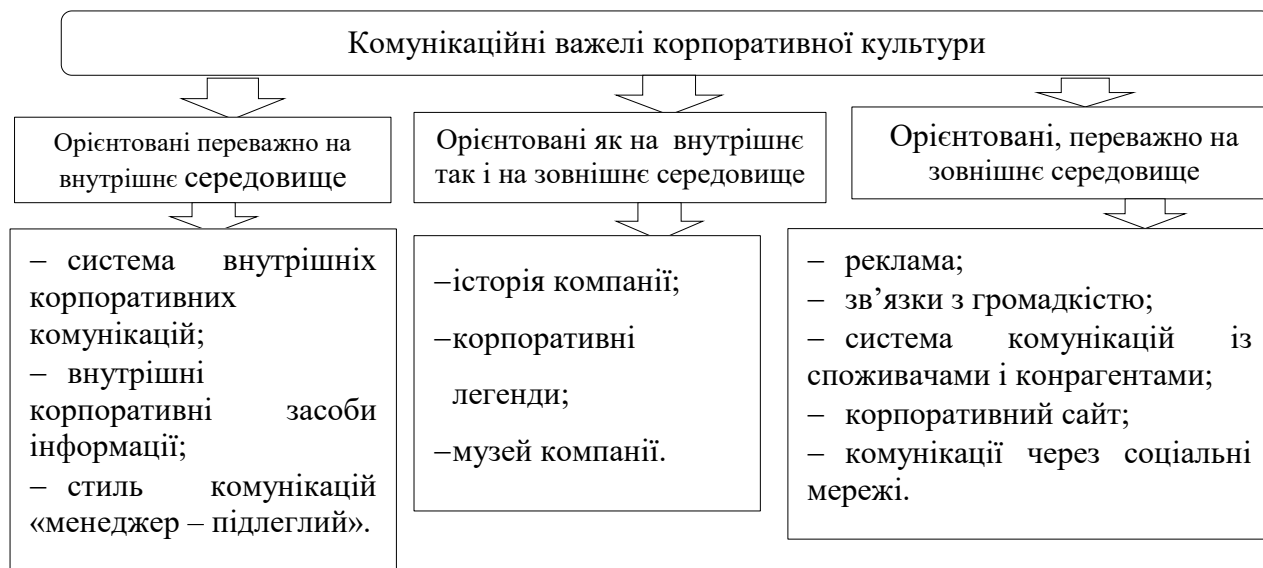 Комунікаційні важелі корпоративної культури
Орієнтовані переважно на
внутрішнє середовище
Орієнтовані як на внутрішнє
так і на зовнішнє середовище
Орієнтовані, переважно на
зовнішнє середовище
– система внутрішніх
корпоративних
комунікацій;
– внутрішні
корпоративні засоби
інформації;
– стиль комунікацій
«менеджер – підлеглий».
–історія компанії;
–корпоративні
легенди;
–музей компанії.
– реклама;
– зв’язки з громадкістю;
– система комунікацій із
споживачами і конрагентами;
– корпоративний сайт;
– комунікації через соціальні
мережі.